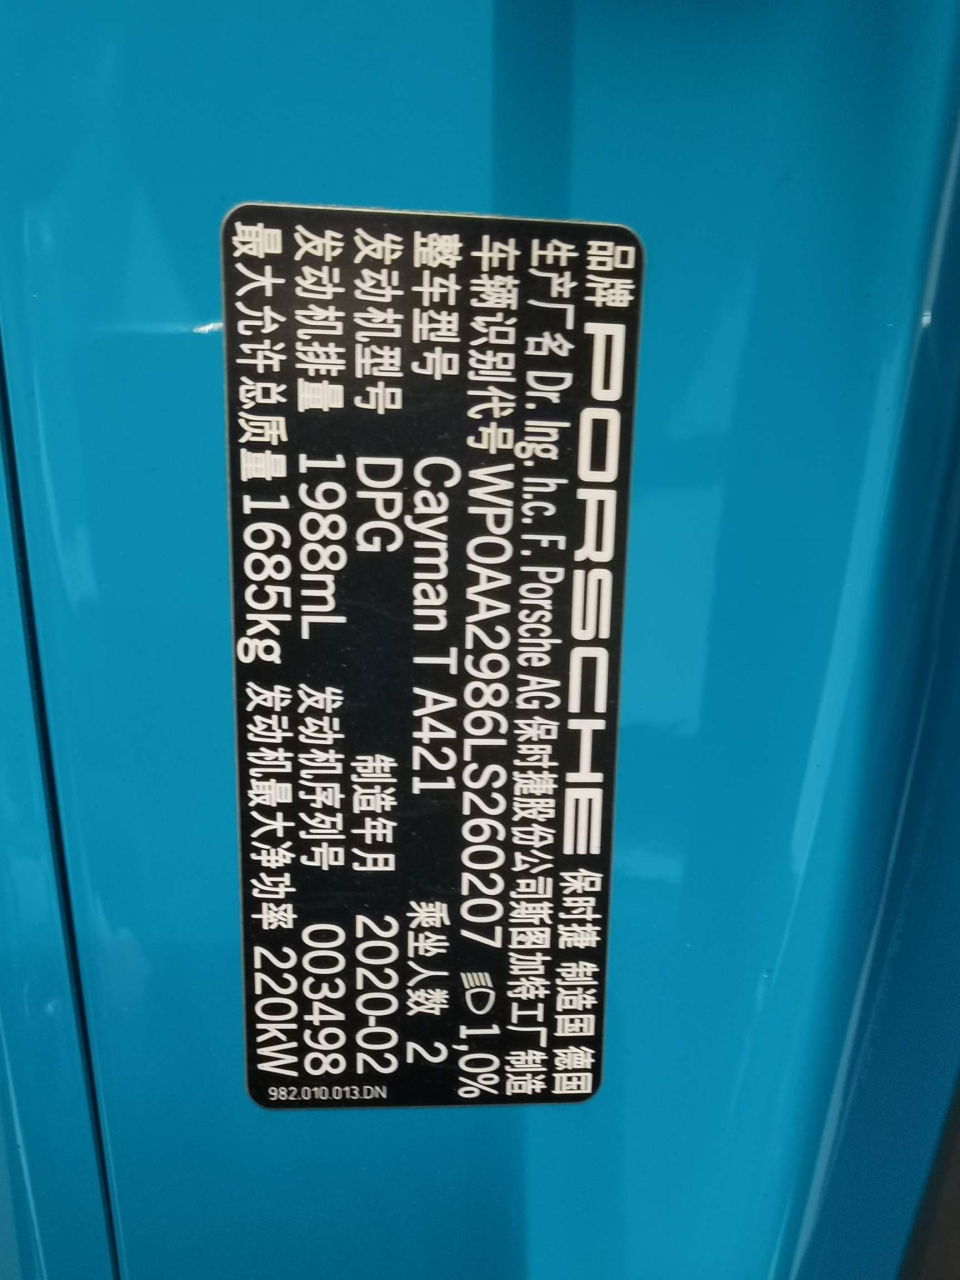 品牌 PORSCHE 保时捷 制造国 德国
生产厂名 Dr. Ing. h.c. F. Porsche AG 保时捷股份公司斯图加特工厂制造
车辆识别代号 WP0AA2986LS260207 1,0%
整车型号 Cayman T A421 乘坐人数 2
发动机型号 DPG 制造年月 2020-02
发动机排量 1988mL 发动机序列号 003498
最大允许总质量 1685kg 发动机最大净功率 220kW
982.010.013.DN